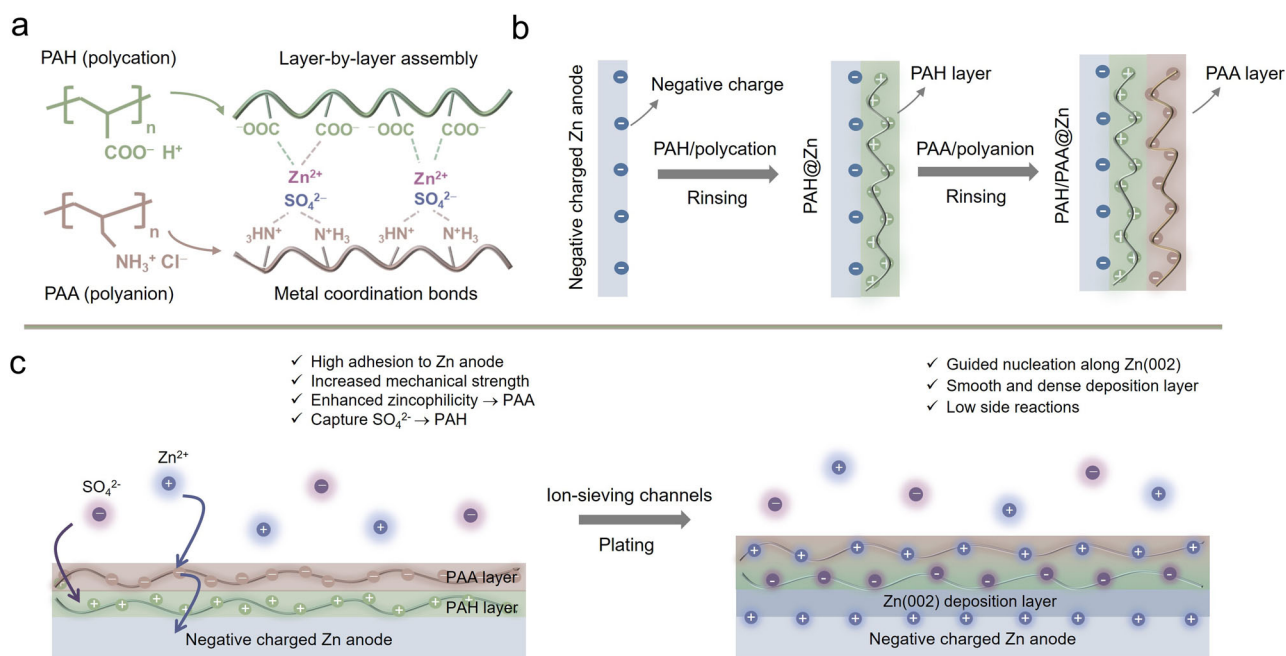 a
PAH (polycation)
n
COO⁻ H⁺
n
NH₃⁺ Cl⁻
PAA (polyanion)
Layer-by-layer assembly
⁻OOC COO⁻ ⁻OOC COO⁻
Zn²⁺ Zn²⁺
SO₄²⁻ SO₄²⁻
₃HN⁺ N⁺H₃ ₃HN⁺ N⁺H₃
Metal coordination bonds
b
Negative charged Zn anode
Negative charge
PAH/polycation
Rinsing
PAH@Zn
PAH layer
PAA/polyanion
Rinsing
PAH/PAA@Zn
PAA layer
c
✓ High adhesion to Zn anode
✓ Increased mechanical strength
✓ Enhanced zincophilicity → PAA
✓ Capture SO₄²⁻ → PAH
Zn²⁺
SO₄²⁻
PAA layer
PAH layer
Negative charged Zn anode
Ion-sieving channels
Plating
✓ Guided nucleation along Zn(002)
✓ Smooth and dense deposition layer
✓ Low side reactions
Zn(002) deposition layer
Negative charged Zn anode